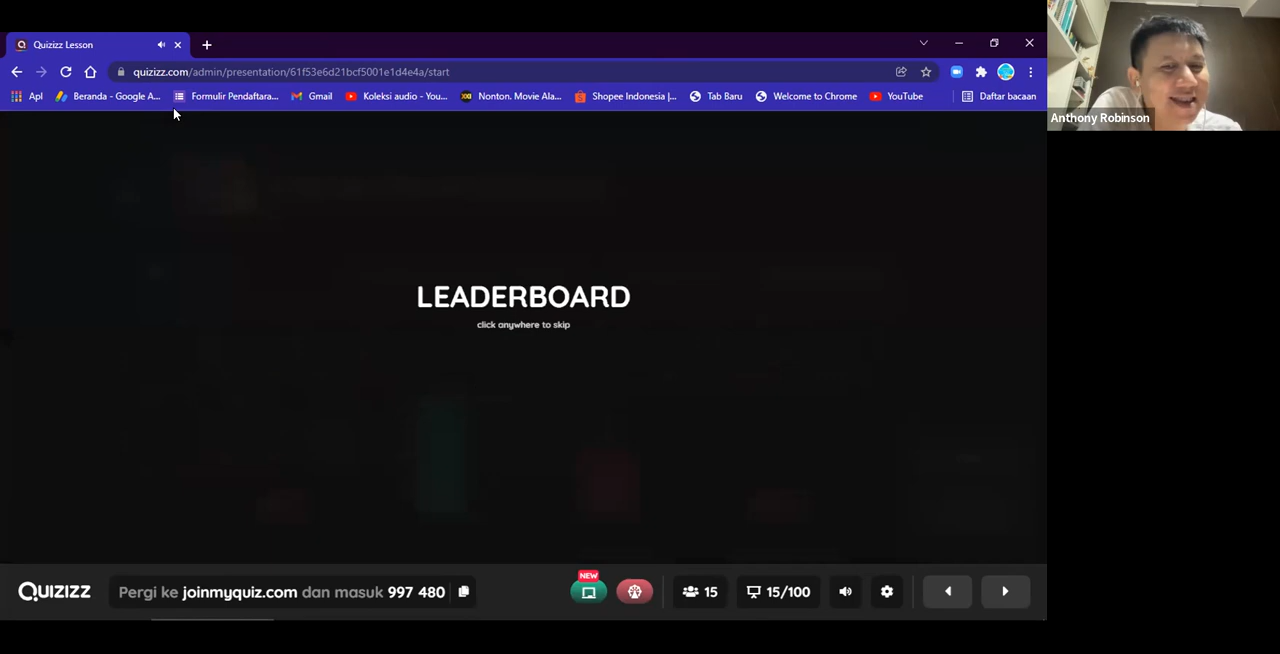 Quizizz Lesson
quizizz.com/admin/presentation/61f53e6d21bcf5001e1d4e4a/start
Apl
Beranda - Google A...
Formulir Pendaftara...
Gmail
Koleksi audio - You...
Nonton. Movie Ala...
Shopee Indonesia |...
Tab Baru
Welcome to Chrome
YouTube
Daftar bacaan
Anthony Robinson
LEADERBOARD
click anywhere to skip
QUIZIZZ
Pergi ke joinmyquiz.com dan masuk 997 480
NEW
15
15/100